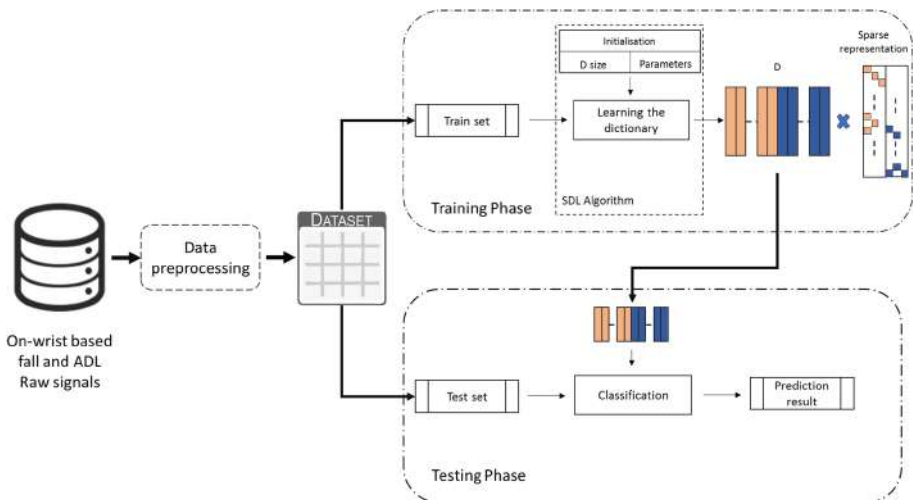 On-wrist based
fall and ADL
Raw signals
Data
preprocessing
DATASET
Train set
Initialisation
D size
Parameters
Learning the
dictionary
SDL Algorithm
D
Sparse
representation
Training Phase
Test set
Classification
Prediction
result
Testing Phase